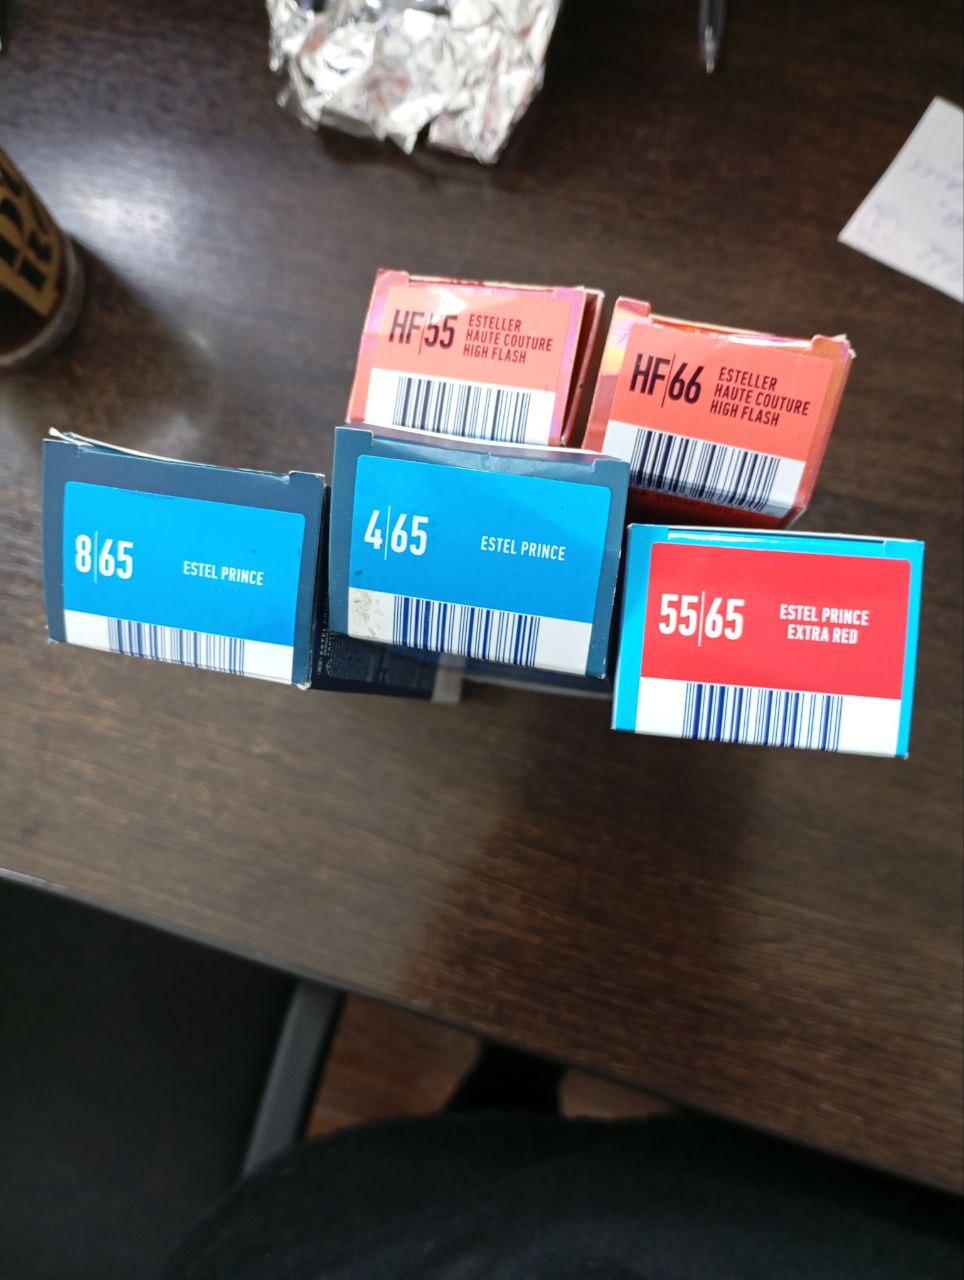 HF|55
ESTELLER
HAUTE COUTURE
HIGH FLASH
HF|66
ESTELLER
HAUTE COUTURE
HIGH FLASH
8|65
ESTEL PRINCE
4|65
ESTEL PRINCE
55|65
ESTEL PRINCE
EXTRA RED